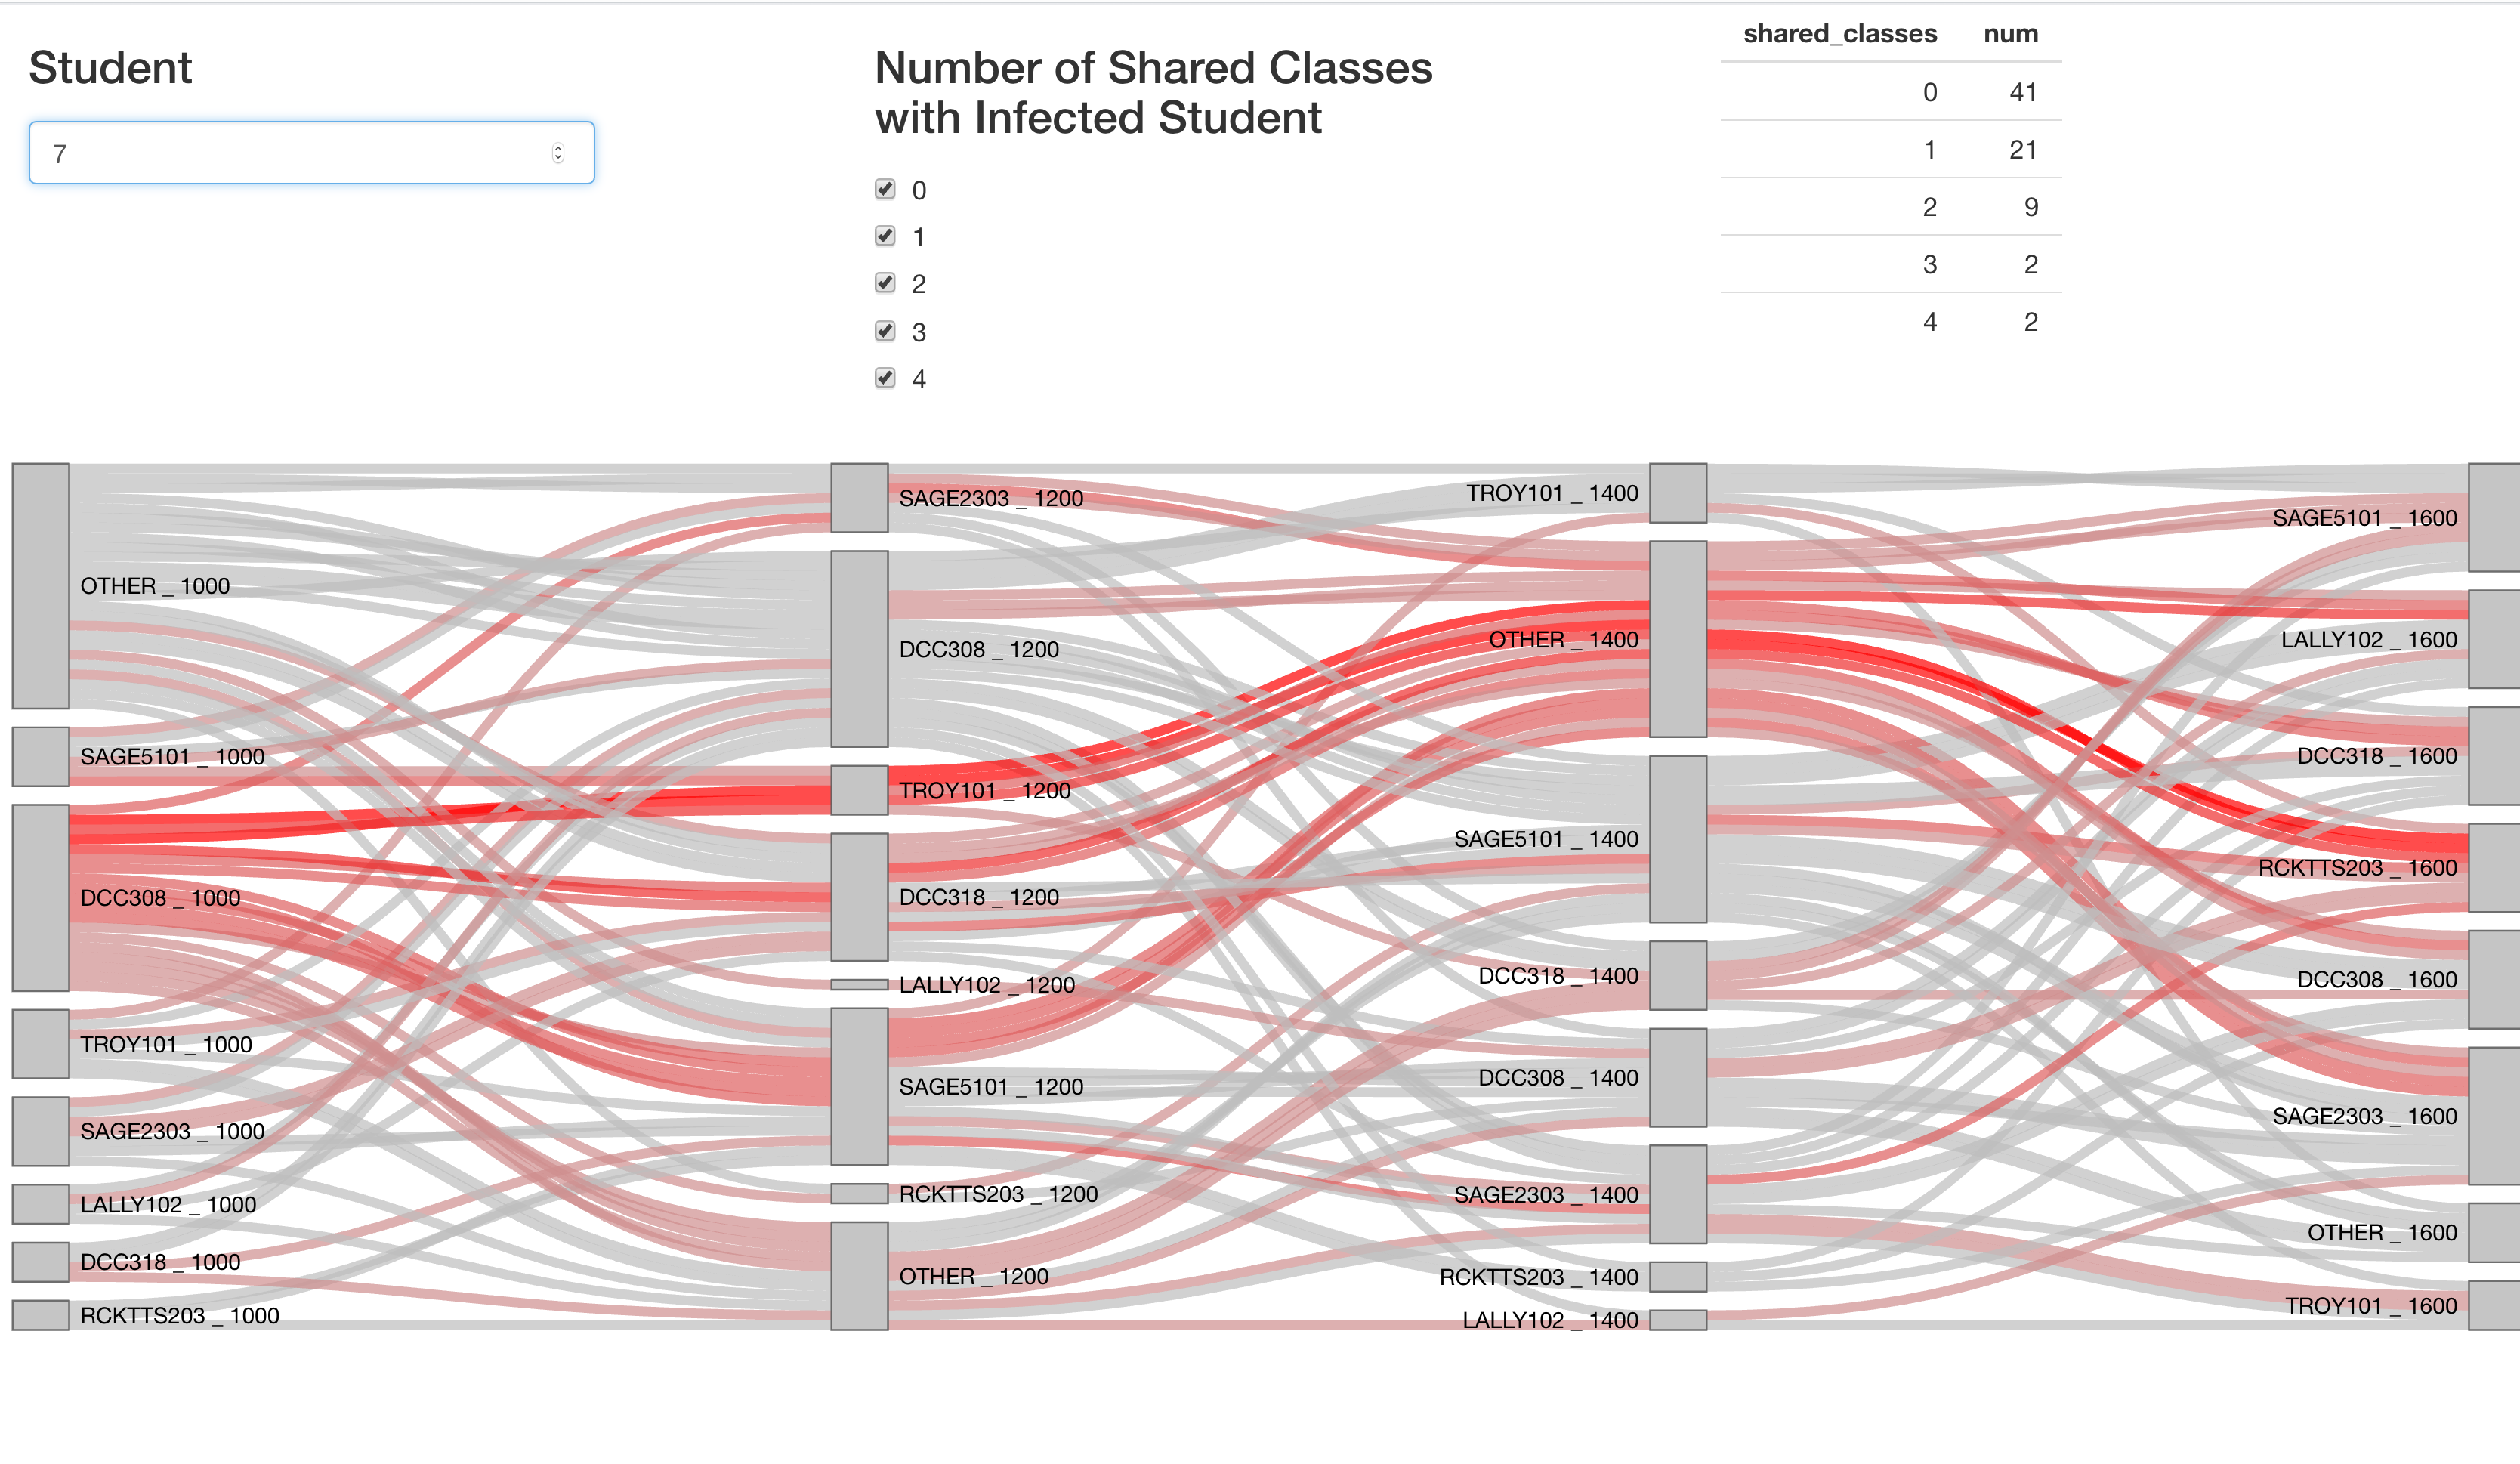 Student
7
Number of Shared Classes
with Infected Student
0
1
2
3
4
shared_classes num
0 41
1 21
2 9
3 2
4 2
OTHER _ 1000
SAGE5101 _ 1000
DCC308 _ 1000
TROY101 _ 1000
SAGE2303 _ 1000
LALLY102 _ 1000
DCC318 _ 1000
RCKTTS203 _ 1000
SAGE2303 _ 1200
DCC308 _ 1200
TROY101 _ 1200
DCC318 _ 1200
LALLY102 _ 1200
SAGE5101 _ 1200
RCKTTS203 _ 1200
OTHER _ 1200
TROY101 _ 1400
OTHER _ 1400
SAGE5101 _ 1400
DCC318 _ 1400
DCC308 _ 1400
SAGE2303 _ 1400
RCKTTS203 _ 1400
LALLY102 _ 1400
SAGE5101 _ 1600
LALLY102 _ 1600
DCC318 _ 1600
RCKTTS203 _ 1600
DCC308 _ 1600
SAGE2303 _ 1600
OTHER _ 1600
TROY101 _ 1600